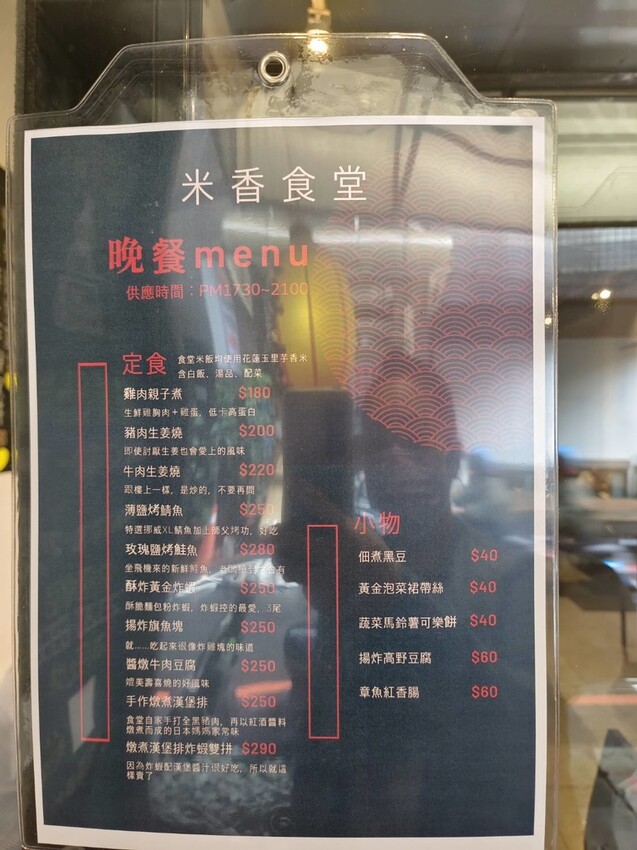 米香食堂
晚餐menu
供應時間：PM1730~2100
定食
食堂米飯均使用花蓮玉里芋香米
含白飯、湯品、配菜
雞肉親子煮 $180
生鮮雞胸肉＋雞蛋，低卡高蛋白
豬肉生姜燒 $200
即使討厭生姜也會愛上的風味
牛肉生姜燒 $220
跟樓上一樣，是炒的，不要再問
薄鹽烤鯖魚 $250
特選挪威XL鯖魚加上師父烤功，好吃
玫瑰鹽烤鮭魚 $280
坐飛機來的新鮮鮭魚，
酥炸黃金炸蝦 $250
酥脆麵包粉炸蝦，炸蝦控的最愛，3尾
揚炸旗魚塊 $250
就......吃起來很像炸雞塊的味道
醬燉牛肉豆腐 $250
媲美壽喜燒的好風味
手作燉煮漢堡排 $250
食堂自家手打全黑豬肉，再以紅酒醬料
燉煮而成的日本媽媽家常味
燉煮漢堡排炸蝦雙拼 $290
因為炸蝦配漢堡醬汁很好吃，所以就這
樣賣了
小物
佃煮黑豆 $40
黃金泡菜裙帶絲 $40
蔬菜馬鈴薯可樂餅 $40
揚炸高野豆腐 $60
章魚紅香腸 $60